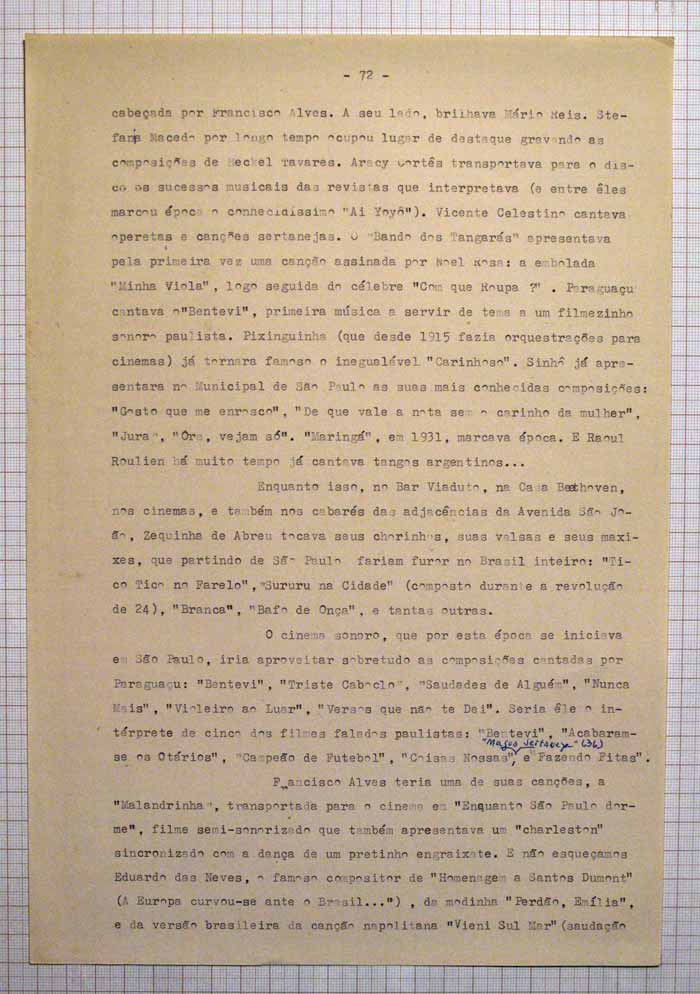 - 72 -
cabeçada por Francisco Alves. A seu lado, brilhava Mário Reis. Ste-
fana Macedo por longo tempo ocupou lugar de destaque gravando as
composições de Heckel Tavares. Aracy Cortês transportava para o dis-
co os sucessos musicais das revistas que interpretava (e entre êles
marcou época o conhecidíssimo "Ai Yoyô"). Vicente Celestino cantava
operetas e canções sertanejas. O "Bando dos Tangarás" apresentava
pela primeira vez uma canção assinada por Noel Rosa: a embolada
"Minha Viola", logo seguida do célebre "Com que Roupa ?" . Paraguaçu
cantava o"Bentevi", primeira música a servir de tema a um filmezinho
sonoro paulista. Pixinguinha (que desde 1915 fazia orquestrações para
cinemas) já tornara famoso o inegualável "Carinhoso". Sinhô já apre-
sentara no Municipal de São Paulo as suas mais conhecidas composições:
"Gosto que me enrosco", "De que vale a nota sem o carinho da mulher",
"Jura", "Ora, vejam só". "Maringá", em 1931, marcava época. E Raoul
Roulien há muito tempo já cantava tangos argentinos...
Enquanto isso, no Bar Viaduto, na Casa Beethoven,
nos cinemas, e também nos cabarés das adjacências da Avenida São Jo-
ão, Zequinha de Abreu tocava seus chorinhos, suas valsas e seus maxi-
xes, que partindo de São Paulo fariam furor no Brasil inteiro: "Ti-
co Tico no Farelo","Sururu na Cidade" (composto durante a revolução
de 24), "Branca", "Bafo de Onça", e tantas outras.
O cinema sonoro, que por esta época se iniciava
em São Paulo, iria aproveitar sobretudo as composições cantadas por
Paraguaçu: "Bentevi", "Triste Caboclo", "Saudades de Alguém", "Nunca
Mais", "Violeiro ao Luar", "Versos que não te Dei". Seria êle o in-
térprete de cinco dos filmes falados paulistas: "Bentevi", "Acabaram-
"Magua Sertaneja" (36)
se os Otários", "Campeão de Futebol", "Coisas Nossas", e "Fazendo Fitas".
Francisco Alves teria uma de suas canções, a
"Malandrinha", transportada para o cinema em "Enquanto São Paulo dor-
me", filme semi-sonorizado que também apresentava um "charleston"
sincronizado com a dança de um pretinho engraixate. E não esqueçamos
Eduardo das Neves, o famoso compositor de "Homenagem a Santos Dumont"
(A Europa curvou-se ante o Brasil...") , da modinha "Perdão, Emília",
e da versão brasileira da canção napolitana "Vieni Sul Mar" (saudação